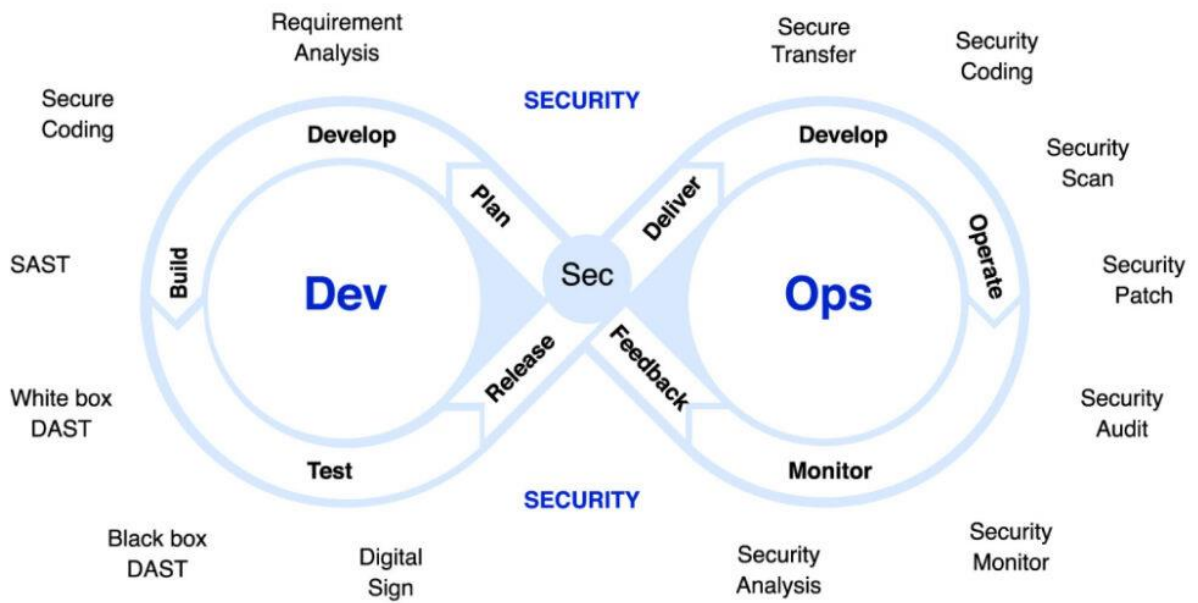 Requirement
Analysis
Secure
Transfer
Security
Coding
Secure
Coding
SECURITY
Develop
Develop
Security
Scan
Plan
Deliver
Build
Operate
SAST
Dev
Sec
Ops
Security
Patch
Release
Feedback
White box
DAST
Security
Audit
Test
Monitor
SECURITY
Black box
DAST
Digital
Sign
Security
Analysis
Security
Monitor